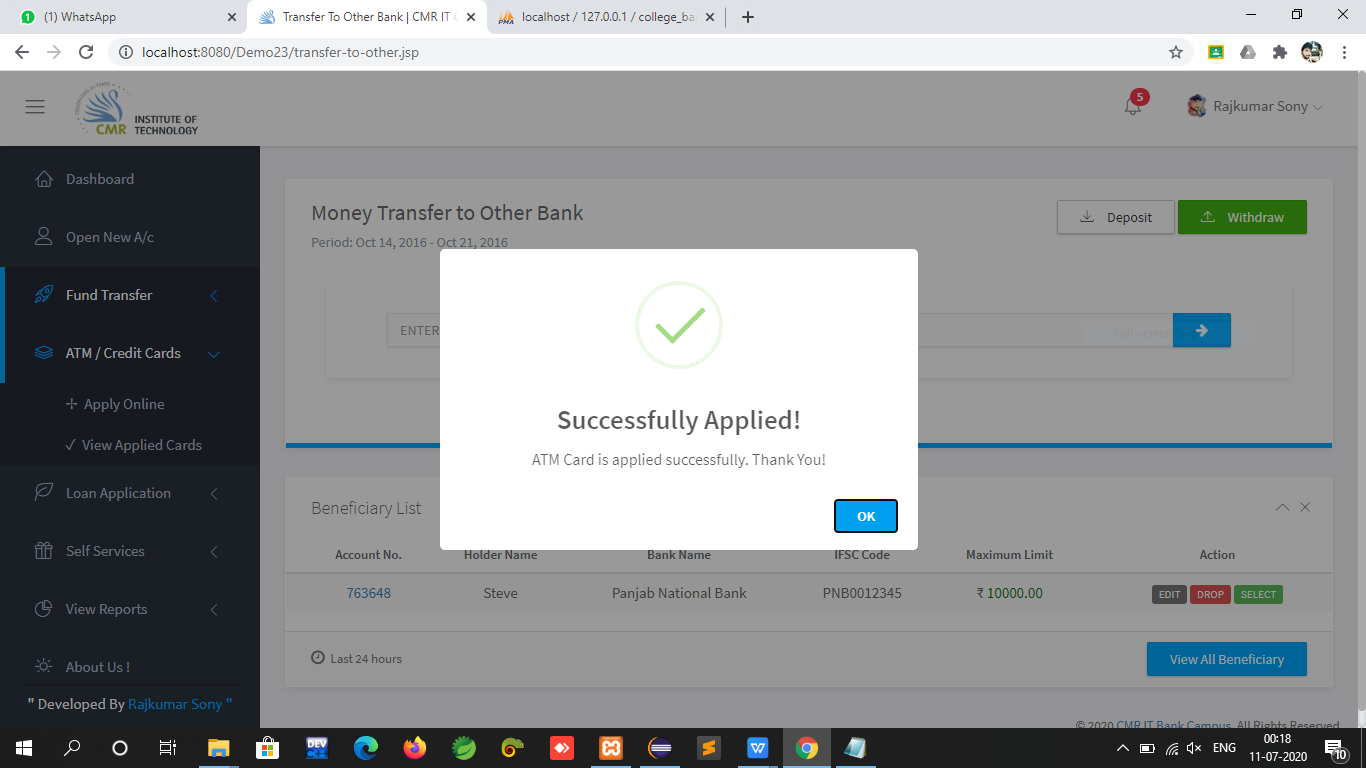 1
(1) WhatsApp
Transfer To Other Bank | CMR IT C
PMA
localhost / 127.0.0.1 / college_ba
localhost:8080/Demo23/transfer-to-other.jsp
CMR INSTITUTE OF TECHNOLOGY
5
Rajkumar Sony
Dashboard
Open New A/c
Fund Transfer
ATM / Credit Cards
Apply Online
View Applied Cards
Loan Application
Self Services
View Reports
About Us !
" Developed By Rajkumar Sony "
Money Transfer to Other Bank
Period: Oct 14, 2016 - Oct 21, 2016
Deposit
Withdraw
ENTER
Successfully Applied!
ATM Card is applied successfully. Thank You!
OK
Beneficiary List
Account No. Holder Name Bank Name IFSC Code Maximum Limit Action
763648 Steve Panjab National Bank PNB0012345 ₹ 10000.00 EDIT DROP SELECT
Last 24 hours
View All Beneficiary
© 2020 CMR IT Bank Campus. All Rights Reserved
DEV
ENG
00:18
11-07-2020
10